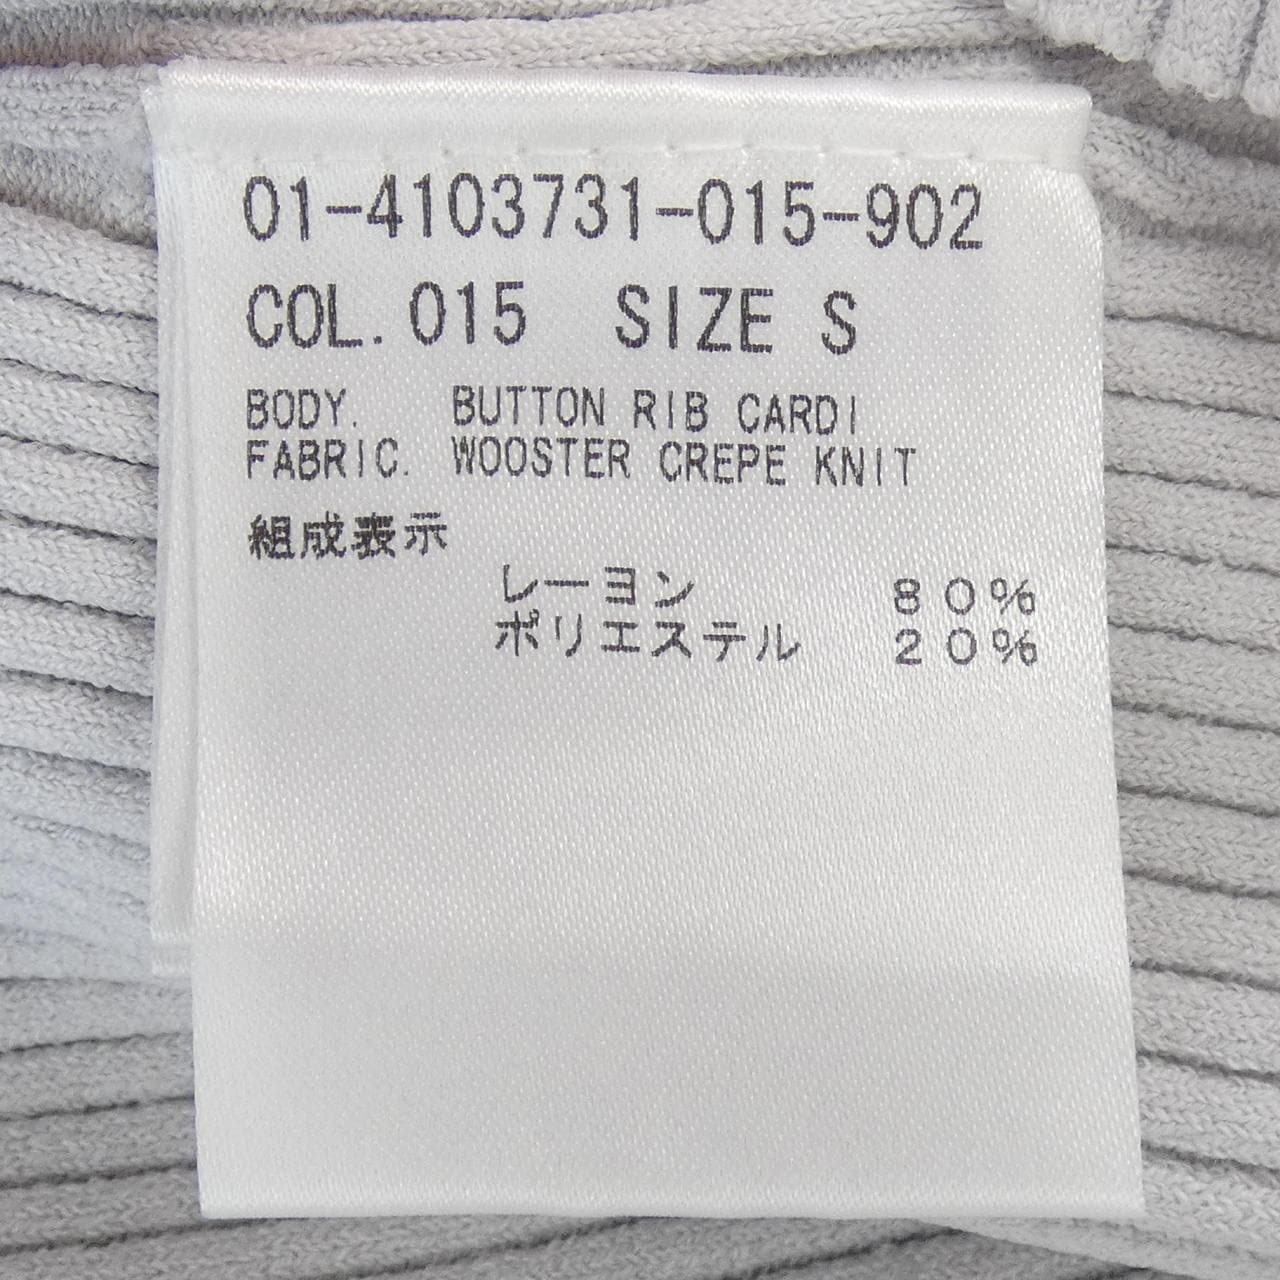 01-4103731-015-902
COL. 015 SIZE S
BODY. BUTTON RIB CARDI
FABRIC. WOOSTER CREPE KNIT
組成表示
レーヨン 80%
ポリエステル 20%